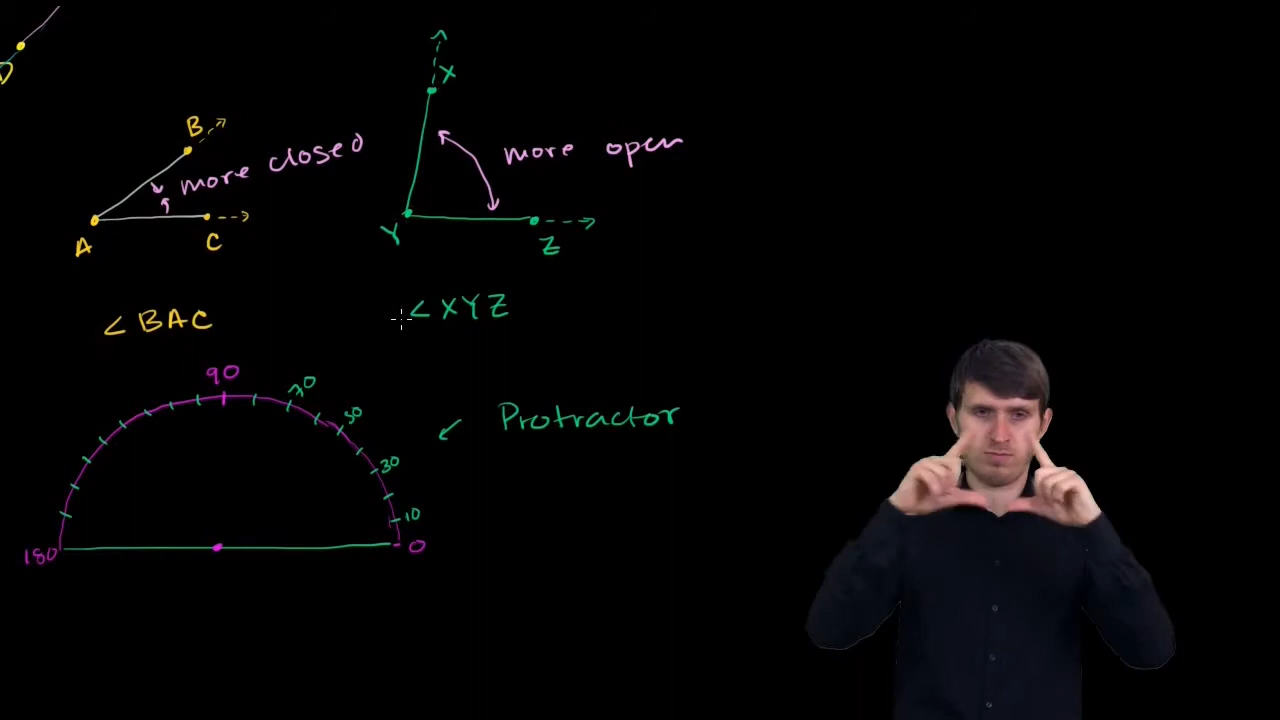 D
B
more closed
A
C
X
more open
Y
Z
<BAC
<XYZ
90
70
50
30
10
180
0
Protractor